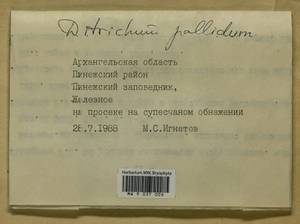 Ditrichum pallidum
Архангельская область
Пинежский район
Пинежский заповедник,
Железное
на просеке на супесчаном обнажении
28.7.1988 М.С.Игнатов
Herbarium MW, Bryophyta